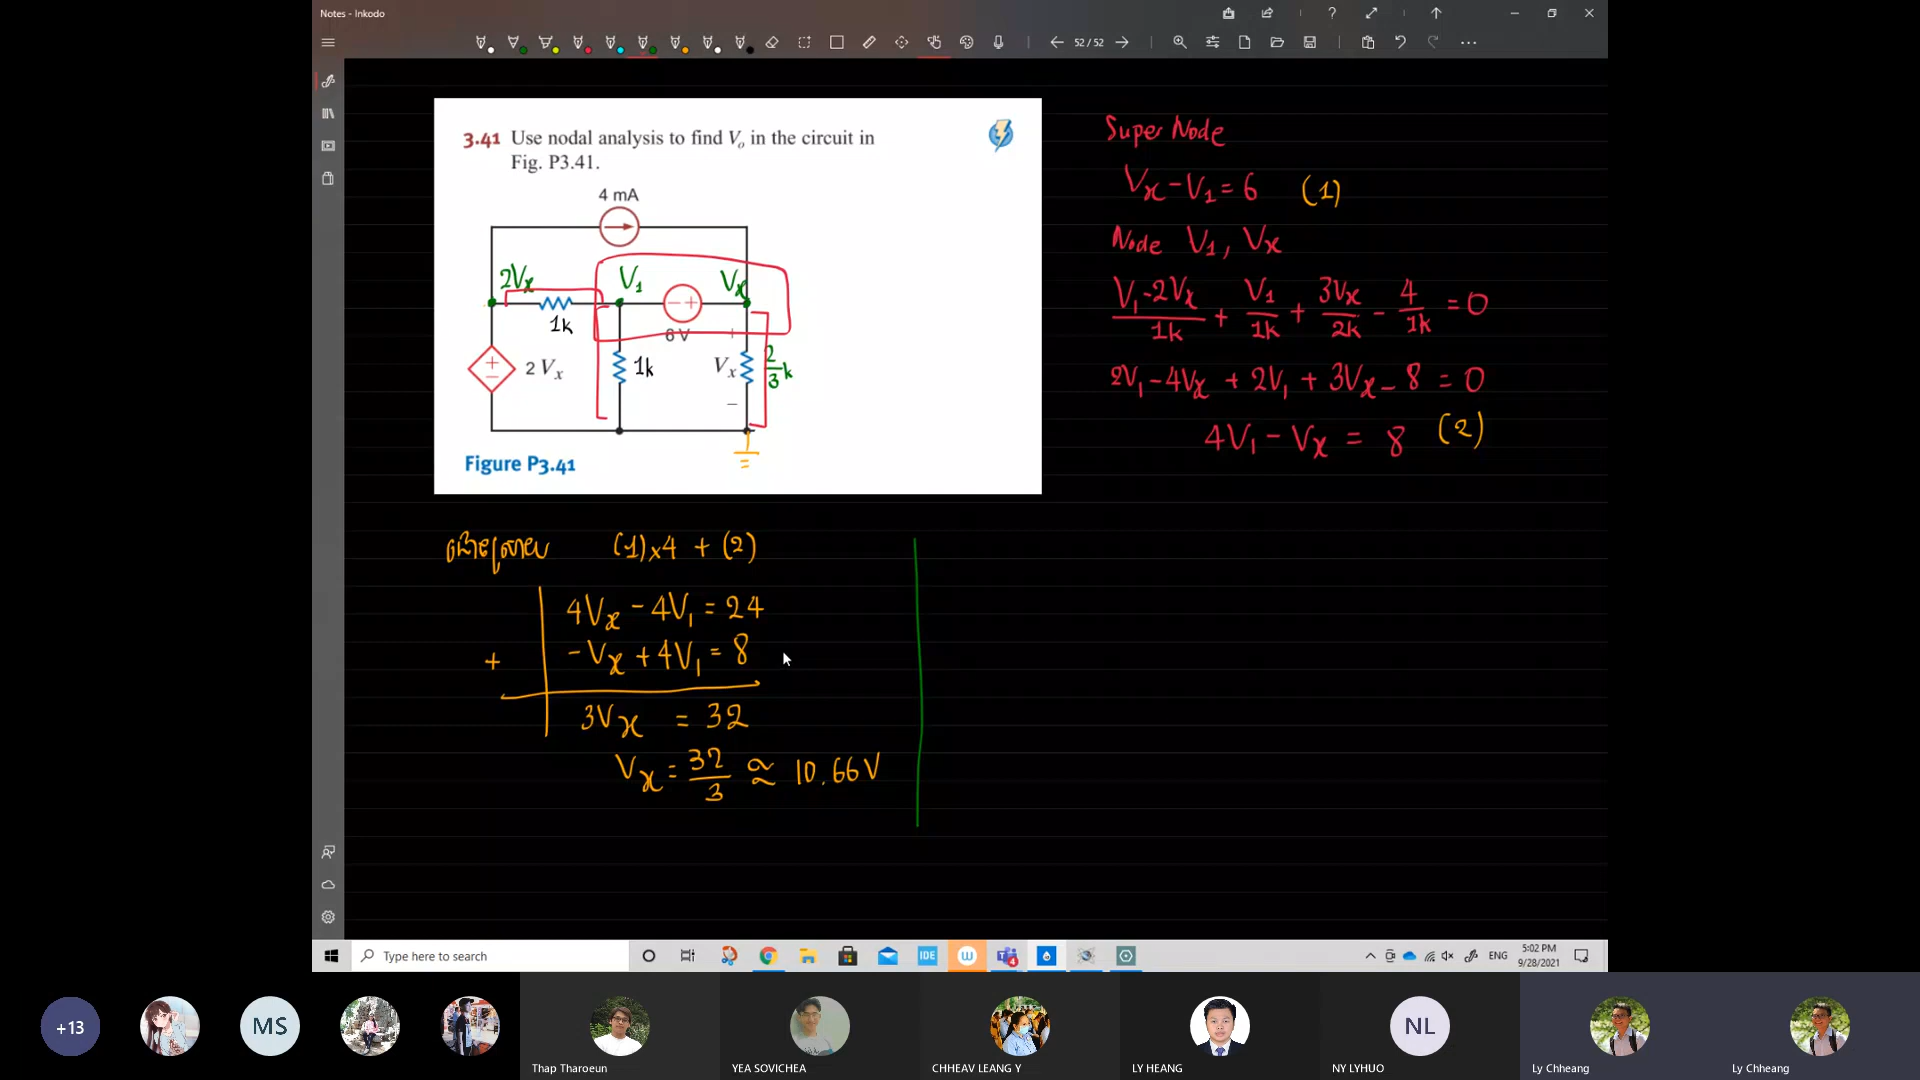 Notes - Inkodo
52 / 52
3.41 Use nodal analysis to find Vo in the circuit in
Fig. P3.41.
4 mA
2Vx
V1
Vx
1k
6 V
+
2 Vx
1k
Vx
2/3 k
−
Figure P3.41
Super Node
Vx - V1 = 6 (1)
Node V1, Vx
(V1 - 2Vx)/1k + V1/1k + 3Vx/2k - 4/1k = 0
2V1 - 4Vx + 2V1 + 3Vx - 8 = 0
4V1 - Vx = 8 (2)
(1)x4 + (2)
4Vx - 4V1 = 24
+ -Vx + 4V1 = 8
3Vx = 32
Vx = 32/3 ≃ 10.66V
Type here to search
IDE
W
4
ENG
5:02 PM
9/28/2021
+13
MS
NL
Thap Tharoeun
YEA SOVICHEA
CHHEAV LEANG Y
LY HEANG
NY LYHUO
Ly Chheang
Ly Chheang